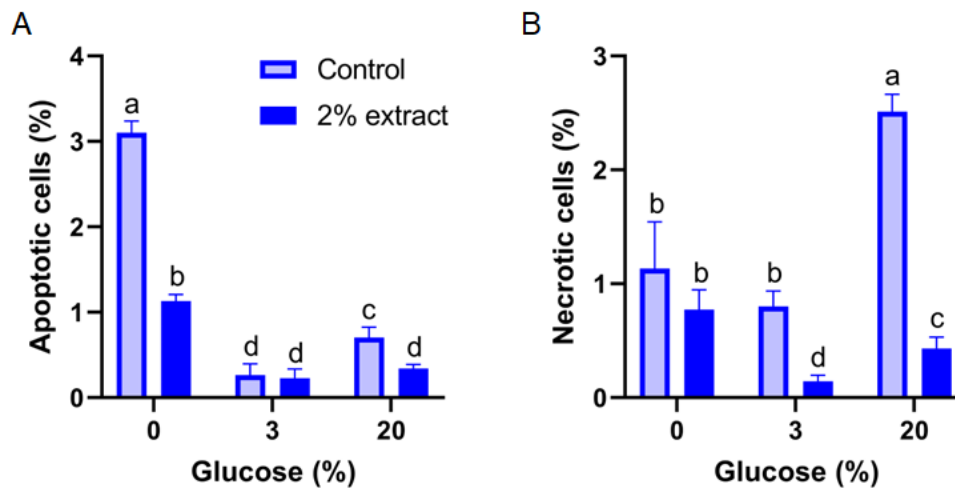 A
Apoptotic cells (%)
4
3
2
1
0
Control
2% extract
a
b
d
d
c
d
0
3
20
Glucose (%)
B
Necrotic cells (%)
3
2
1
0
b
b
b
d
a
c
0
3
20
Glucose (%)